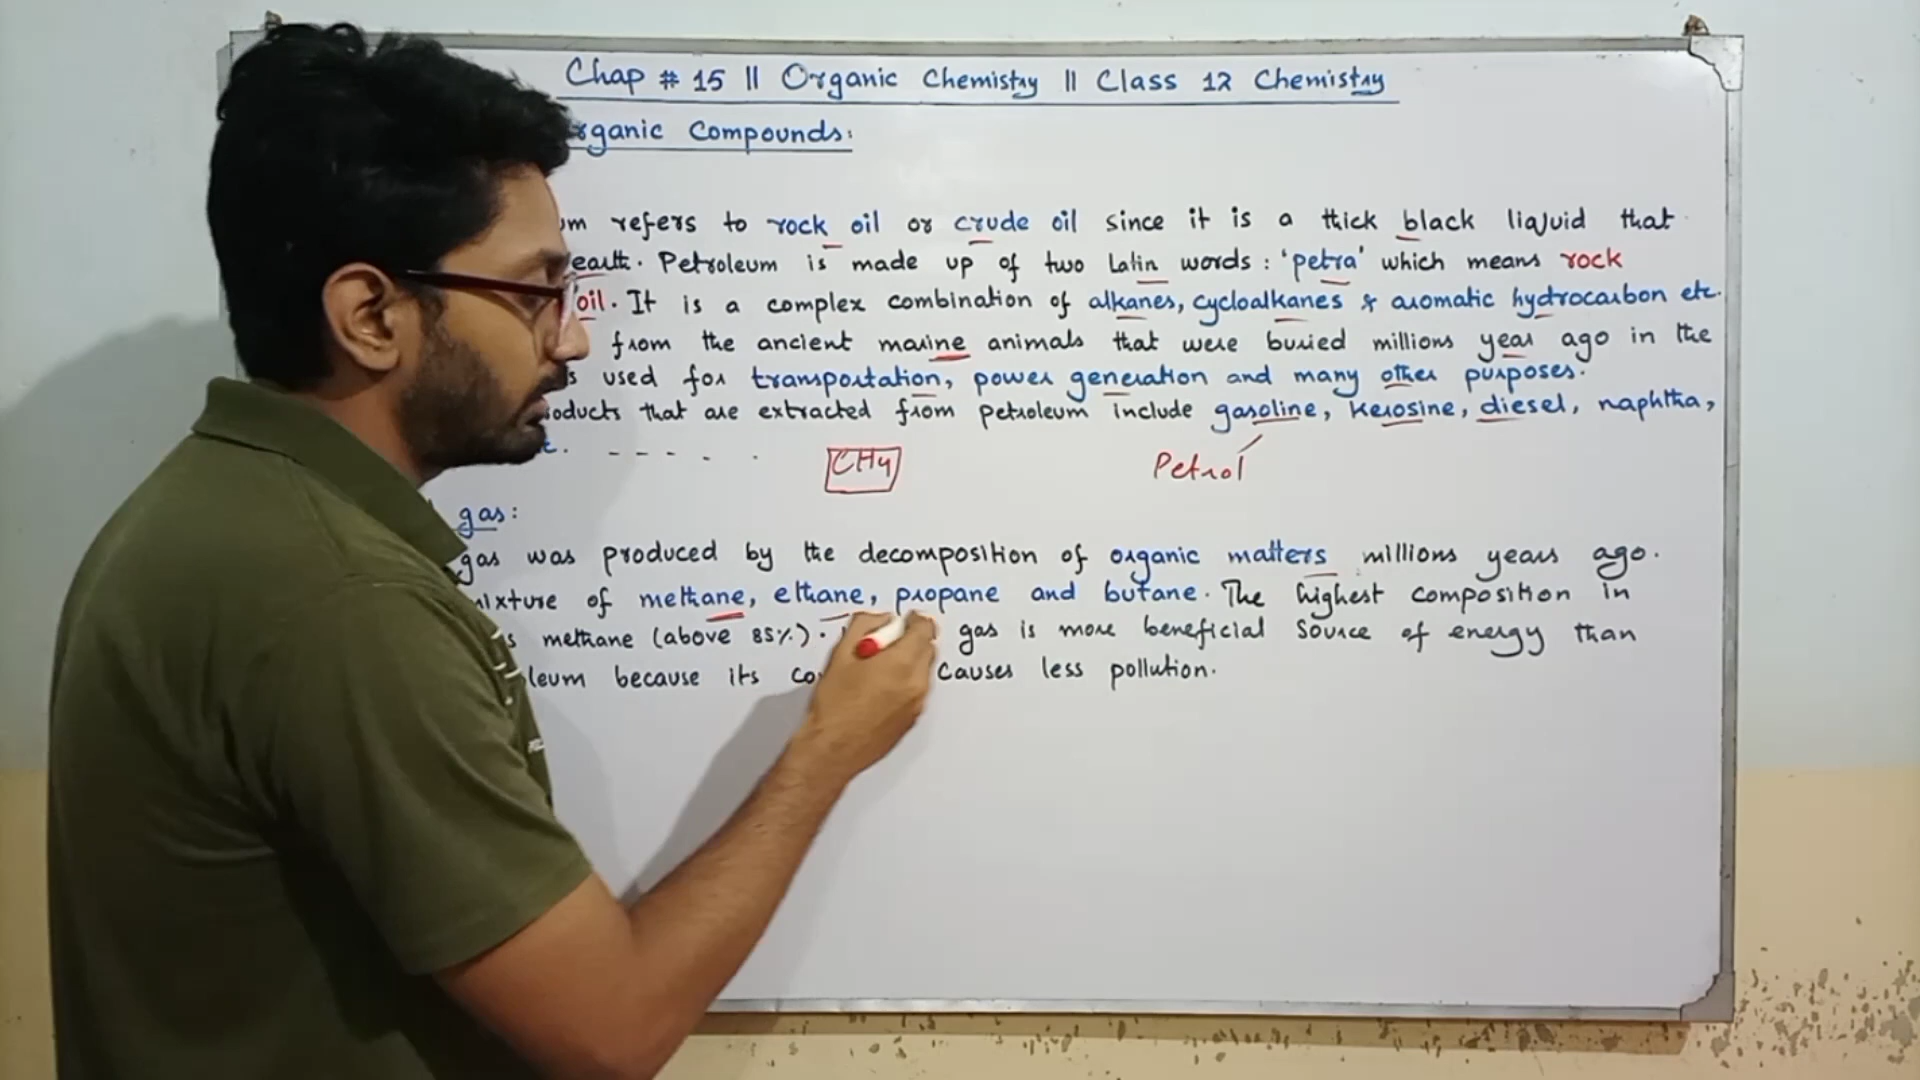 Chap # 15 || Organic Chemistry || Class 12 Chemistry
rganic Compounds:
um refers to rock oil or crude oil since it is a thick black liquid that
earth. Petroleum is made up of two Latin words: 'petra' which means rock
oil. It is a complex combination of alkanes, cycloalkanes & aromatic hydrocarbon etc.
from the ancient marine animals that were buried millions year ago in the
s used for transportation, power generation and many other purposes.
oducts that are extracted from petroleum include gasoline, kerosine, diesel, naphtha,
t. - - - - - . CH4 Petrol
gas:
gas was produced by the decomposition of organic matters millions years ago.
mixture of methane, ethane, propane and butane. The highest composition in
s methane (above 85%). gas is more beneficial source of energy than
leum because its co causes less pollution.